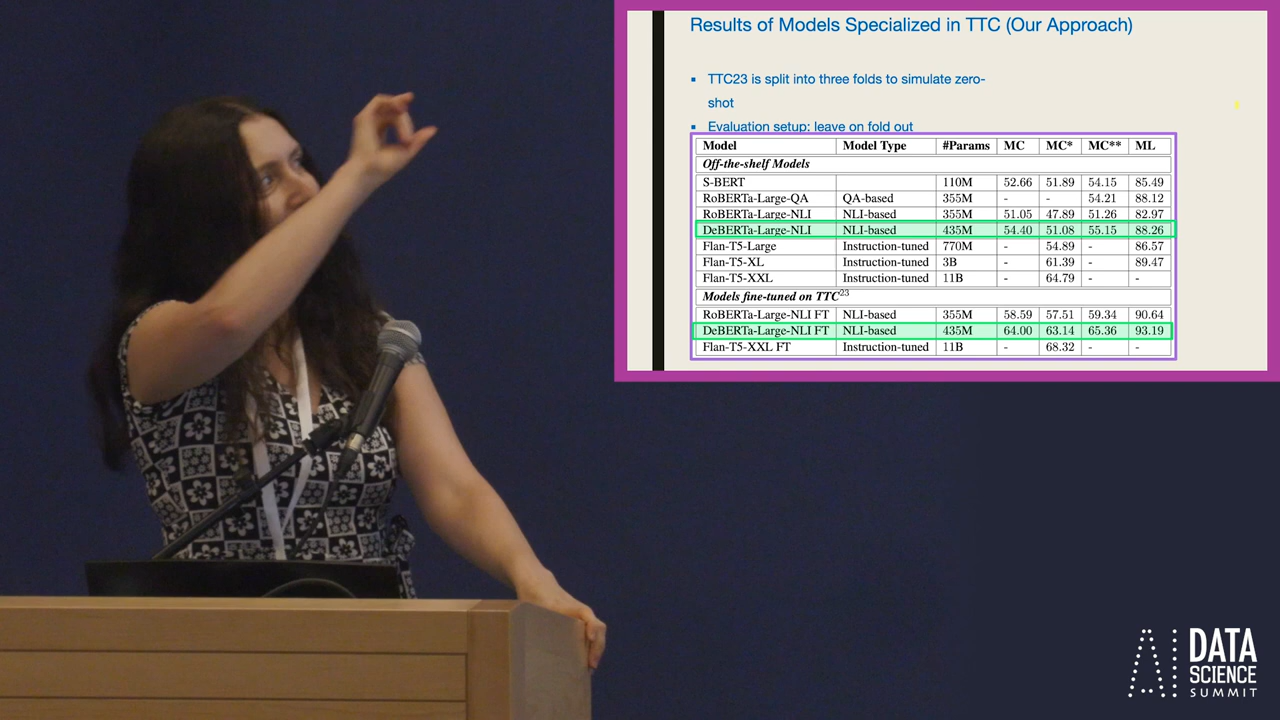 Results of Models Specialized in TTC (Our Approach)
▪ TTC23 is split into three folds to simulate zero-
shot
▪ Evaluation setup: leave on fold out
Model Model Type #Params MC MC* MC** ML
Off-the-shelf Models
S-BERT 110M 52.66 51.89 54.15 85.49
RoBERTa-Large-QA QA-based 355M - - 54.21 88.12
RoBERTa-Large-NLI NLI-based 355M 51.05 47.89 51.26 82.97
DeBERTa-Large-NLI NLI-based 435M 54.40 51.08 55.15 88.26
Flan-T5-Large Instruction-tuned 770M - 54.89 - 86.57
Flan-T5-XL Instruction-tuned 3B - 61.39 - 89.47
Flan-T5-XXL Instruction-tuned 11B - 64.79 - -
Models fine-tuned on TTC23
RoBERTa-Large-NLI FT NLI-based 355M 58.59 57.51 59.34 90.64
DeBERTa-Large-NLI FT NLI-based 435M 64.00 63.14 65.36 93.19
Flan-T5-XXL FT Instruction-tuned 11B - 68.32 - -
AI DATA
SCIENCE
SUMMIT